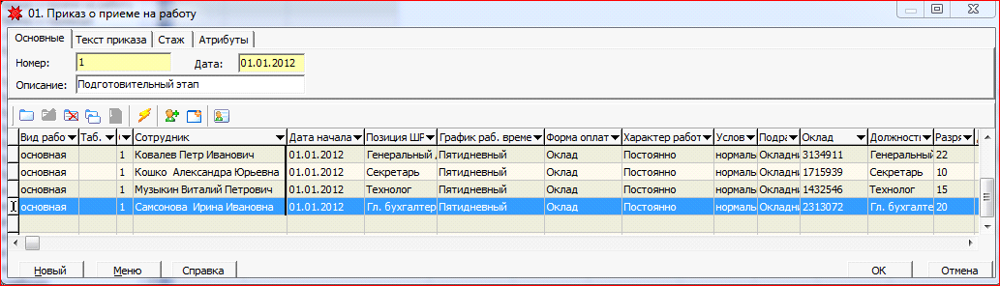 01. Приказ о приеме на работу
Основные Текст приказа Стаж Атрибуты
Номер: 1 Дата: 01.01.2012
Описание: Подготовительный этап
Вид рабо Таб. Сотрудник Дата начала Позиция ШР График раб. време Форма оплат Характер работ Услов Подра Оклад Должност Разря
основная 1 Ковалев Петр Иванович 01.01.2012 Генеральный Пятидневный Оклад Постоянно нормаль Окладн 3134911 Генеральный 22
основная 1 Кошко Александра Юрьевна 01.01.2012 Секретарь Пятидневный Оклад Постоянно нормаль Окладн 1715939 Секретарь 10
основная 1 Музыкин Виталий Петрович 01.01.2012 Технолог Пятидневный Оклад Постоянно нормаль Окладн 1432546 Технолог 15
основная 1 Самсонова Ирина Ивановна 01.01.2012 Гл. бухгалтер Пятидневный Оклад Постоянно нормаль Окладн 2313072 Гл. бухгалтер 20
Новый Меню Справка OK Отмена